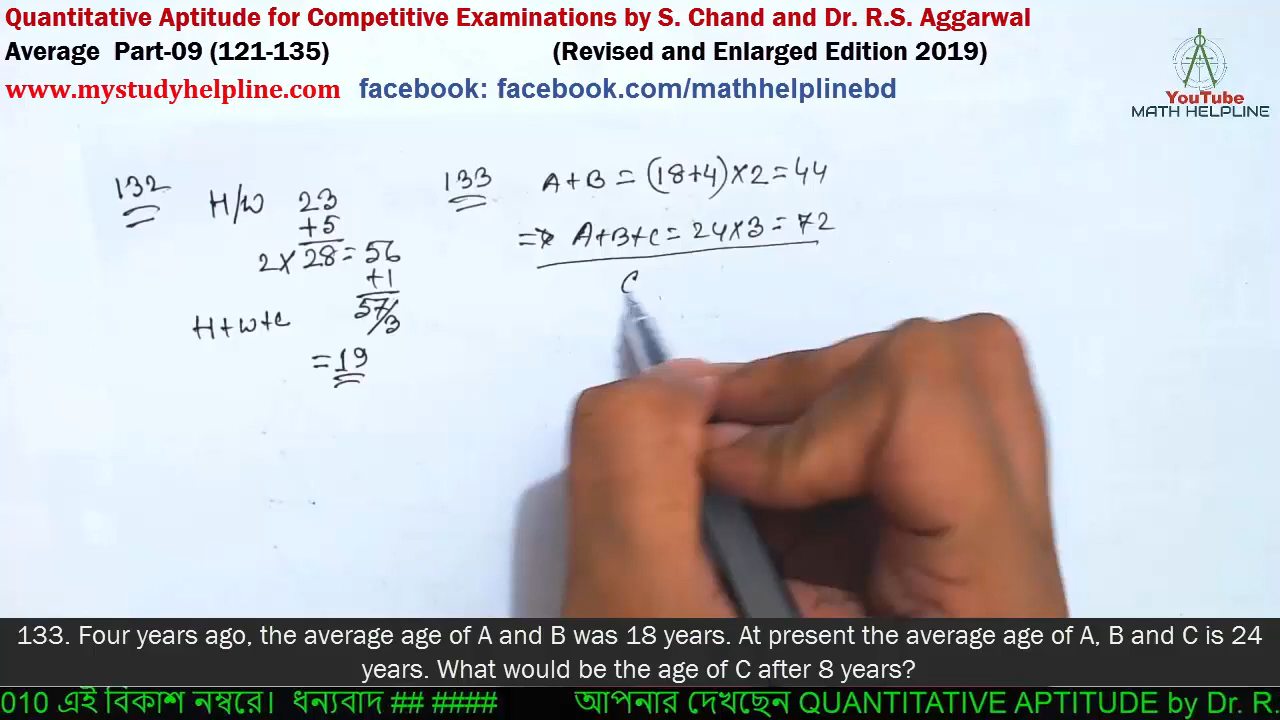 Quantitative Aptitude for Competitive Examinations by S. Chand and Dr. R.S. Aggarwal
Average Part-09 (121-135) (Revised and Enlarged Edition 2019)
www.mystudyhelpline.com facebook: facebook.com/mathhelplinebd
YouTube
MATH HELPLINE
132
H/W 23
+5
2×28=56
+1
57/3
H+W+C
=19
133
A+B = (18+4)×2=44
=> A+B+C=24×3=72
C
133. Four years ago, the average age of A and B was 18 years. At present the average age of A, B and C is 24
years. What would be the age of C after 8 years?
010 এই বিকাশ নম্বরে। ধন্যবাদ ## #### আপনার দেখছেন QUANTITATIVE APTITUDE by Dr. R.